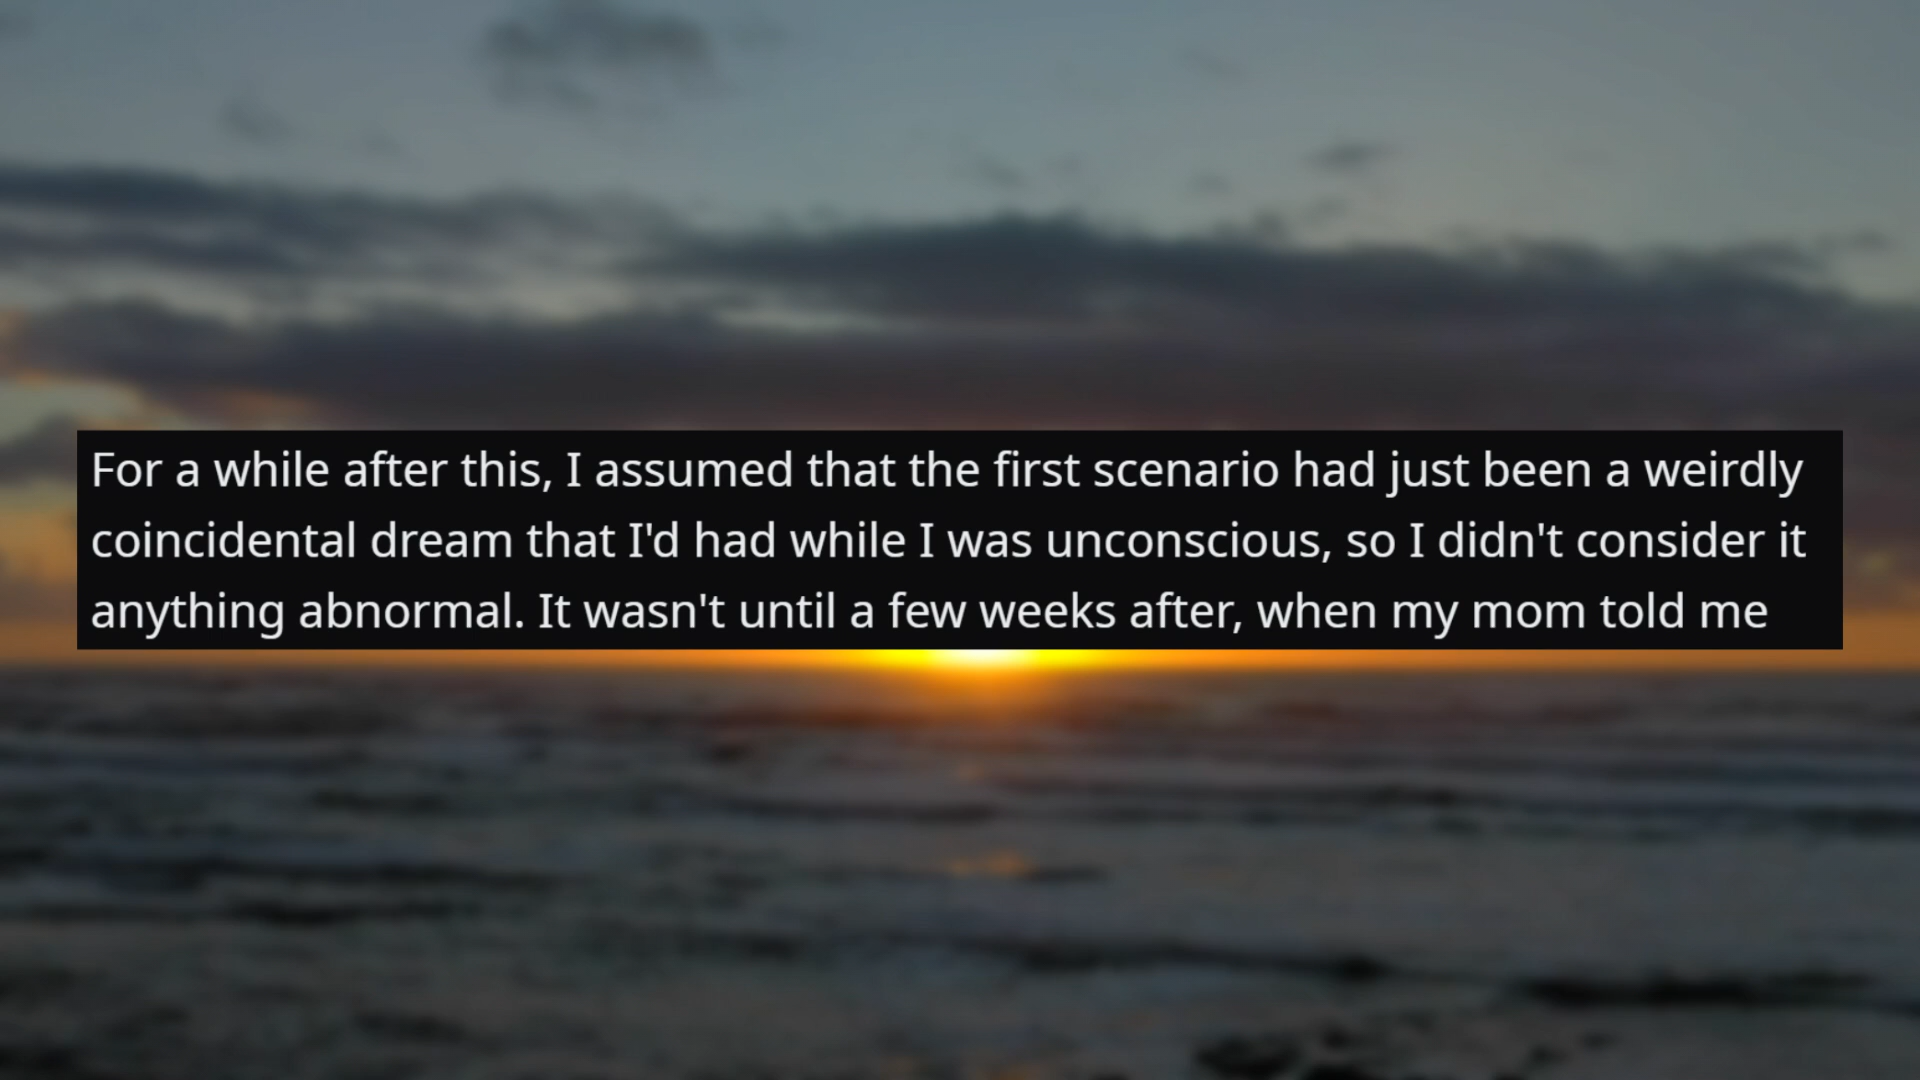 For a while after this, I assumed that the first scenario had just been a weirdly
coincidental dream that I'd had while I was unconscious, so I didn't consider it
anything abnormal. It wasn't until a few weeks after, when my mom told me